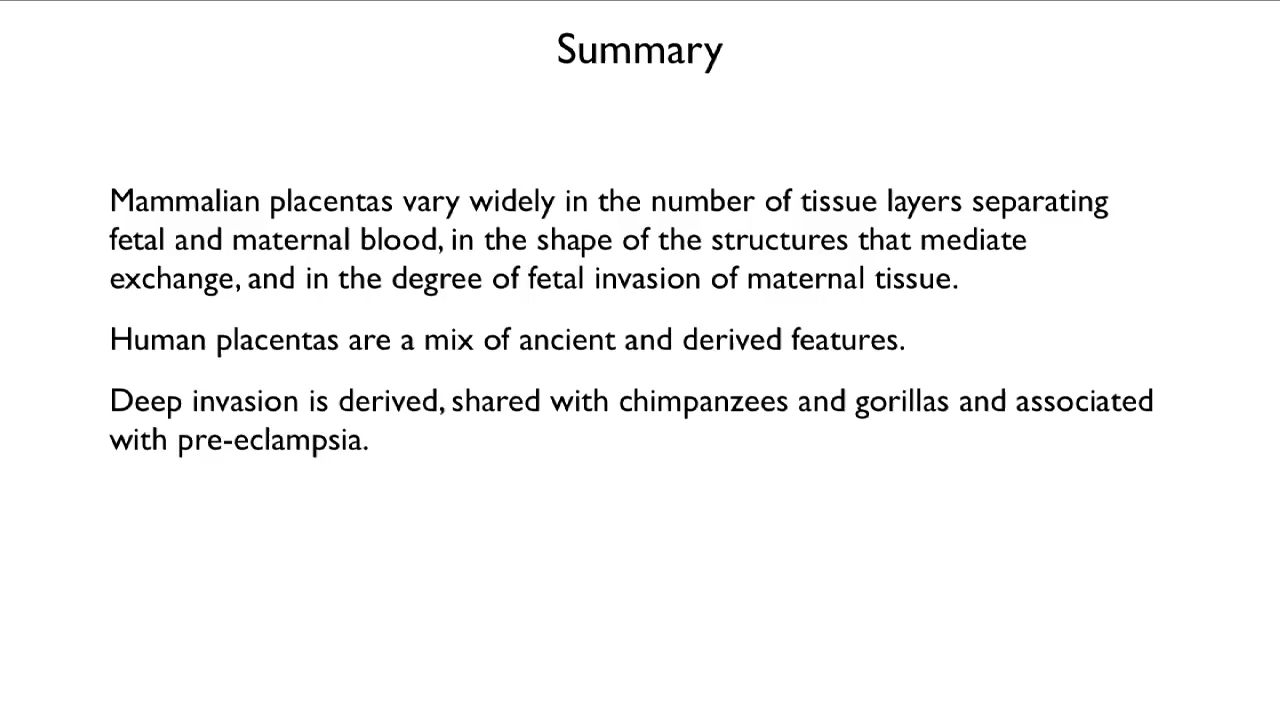 Summary
Mammalian placentas vary widely in the number of tissue layers separating
fetal and maternal blood, in the shape of the structures that mediate
exchange, and in the degree of fetal invasion of maternal tissue.
Human placentas are a mix of ancient and derived features.
Deep invasion is derived, shared with chimpanzees and gorillas and associated
with pre-eclampsia.